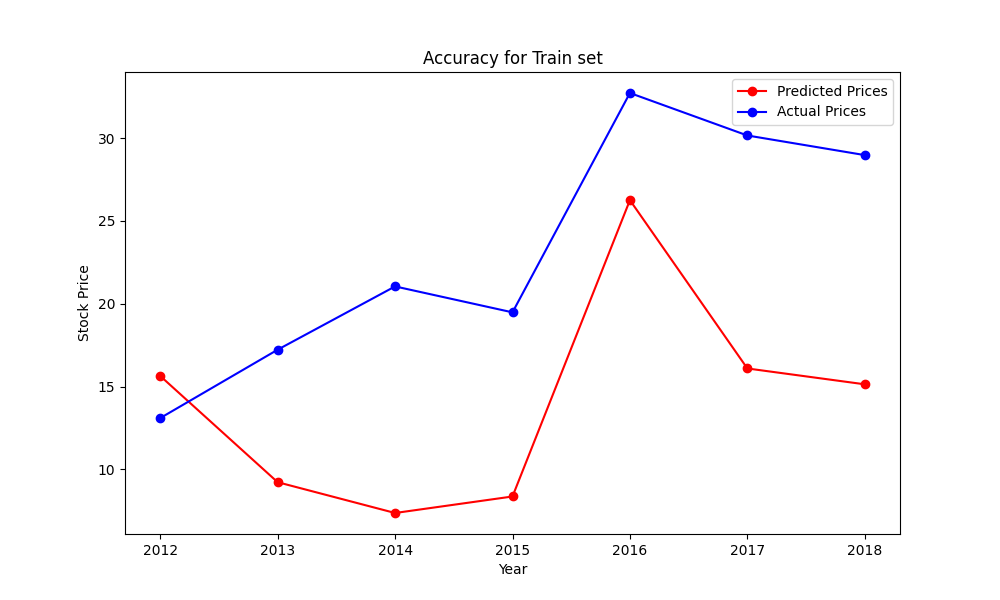 Accuracy for Train set
Predicted Prices
Actual Prices
30
25
20
15
10
Stock Price
2012 2013 2014 2015 2016 2017 2018
Year